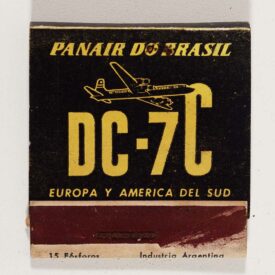 PANAIR DO BRASIL
DC-7C
EUROPA Y AMERICA DEL SUD
15 Fósforos Industria Argentina